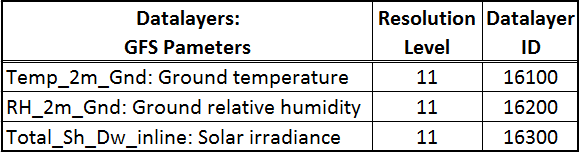 Datalayers: Resolution Datalayer
GFS Pameters Level ID
Temp_2m_Gnd: Ground temperature 11 16100
RH_2m_Gnd: Ground relative humidity 11 16200
Total_Sh_Dw_inline: Solar irradiance 11 16300